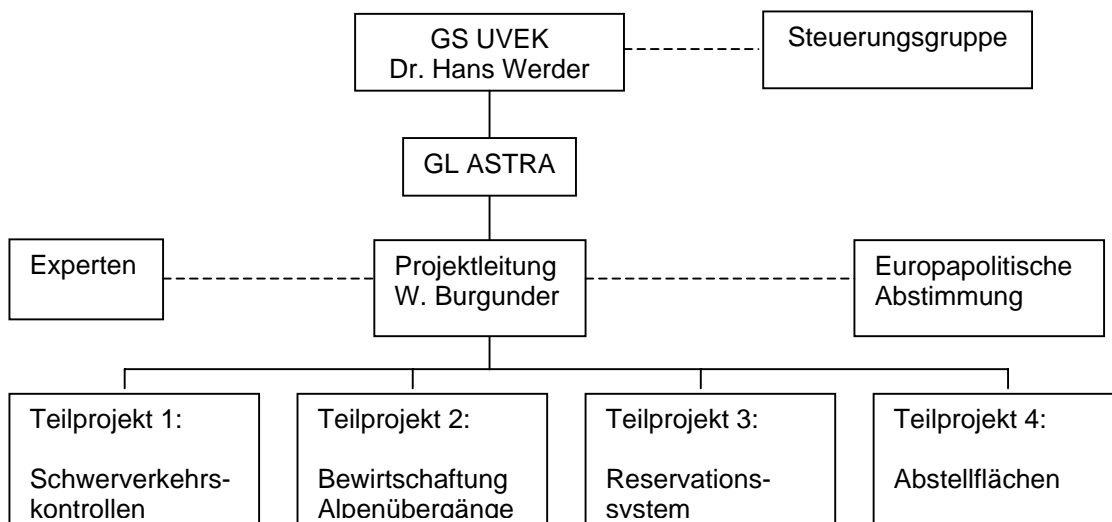 GS UVEK
Dr. Hans Werder
Steuerungsgruppe
GL ASTRA
Experten
Projektleitung
W. Burgunder
Europapolitische
Abstimmung
Teilprojekt 1:
Schwerverkehrs-
kontrollen
Teilprojekt 2:
Bewirtschaftung
Alpenübergänge
Teilprojekt 3:
Reservations-
system
Teilprojekt 4:
Abstellflächen